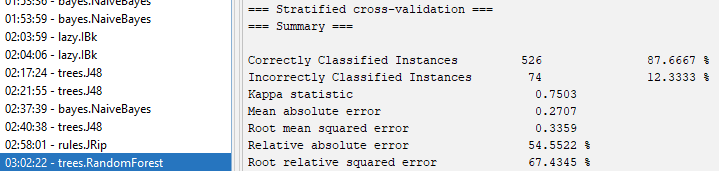 01:53:36 - bayes.NaiveBayes
01:53:59 - bayes.NaiveBayes
02:03:59 - lazy.IBk
02:04:06 - lazy.IBk
02:17:24 - trees.J48
02:21:55 - trees.J48
02:37:39 - bayes.NaiveBayes
02:40:38 - trees.J48
02:58:01 - rules.JRip
03:02:22 - trees.RandomForest
=== Stratified cross-validation ===
=== Summary ===
Correctly Classified Instances 526 87.6667 %
Incorrectly Classified Instances 74 12.3333 %
Kappa statistic 0.7503
Mean absolute error 0.2707
Root mean squared error 0.3359
Relative absolute error 54.5522 %
Root relative squared error 67.4345 %